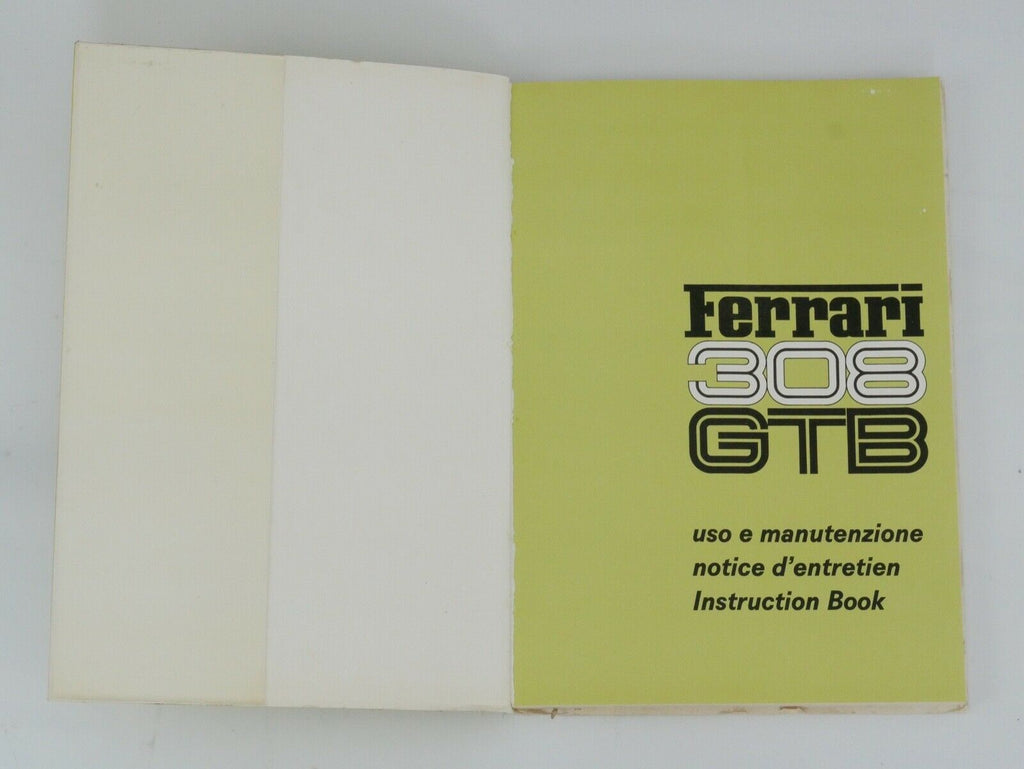 Ferrari
308
GTB
uso e manutenzione
notice d'entretien
Instruction Book